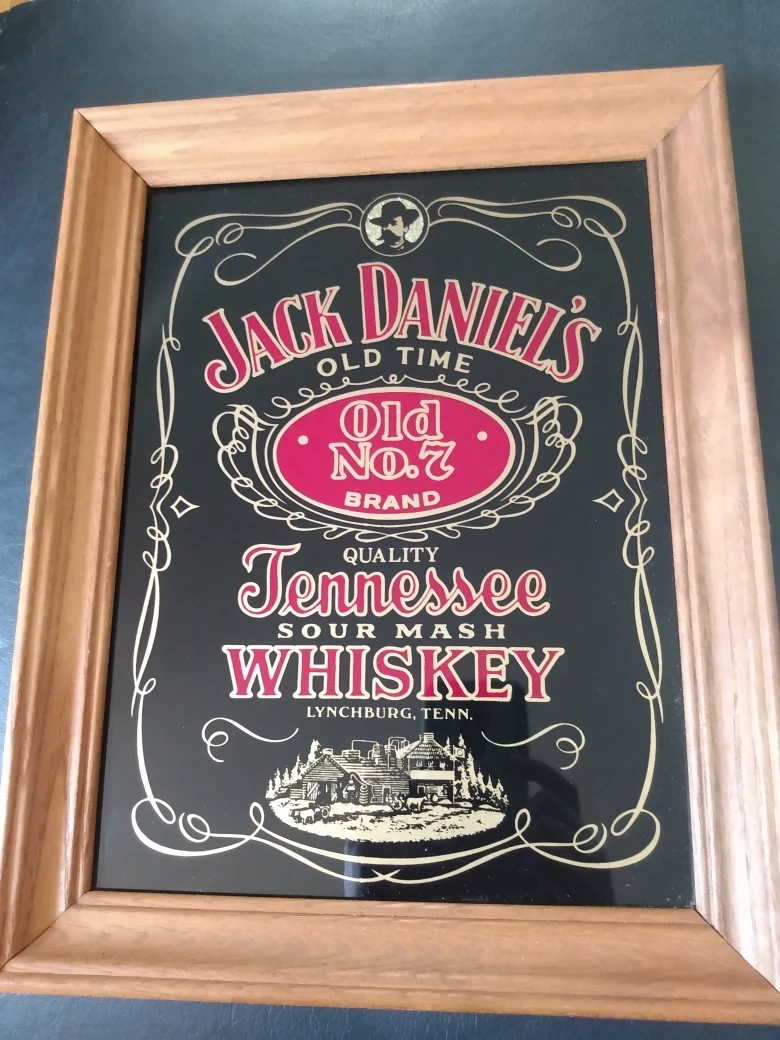 JACK DANIEL'S
OLD TIME
Old
No.7
BRAND
QUALITY
Tennessee
SOUR MASH
WHISKEY
LYNCHBURG, TENN.